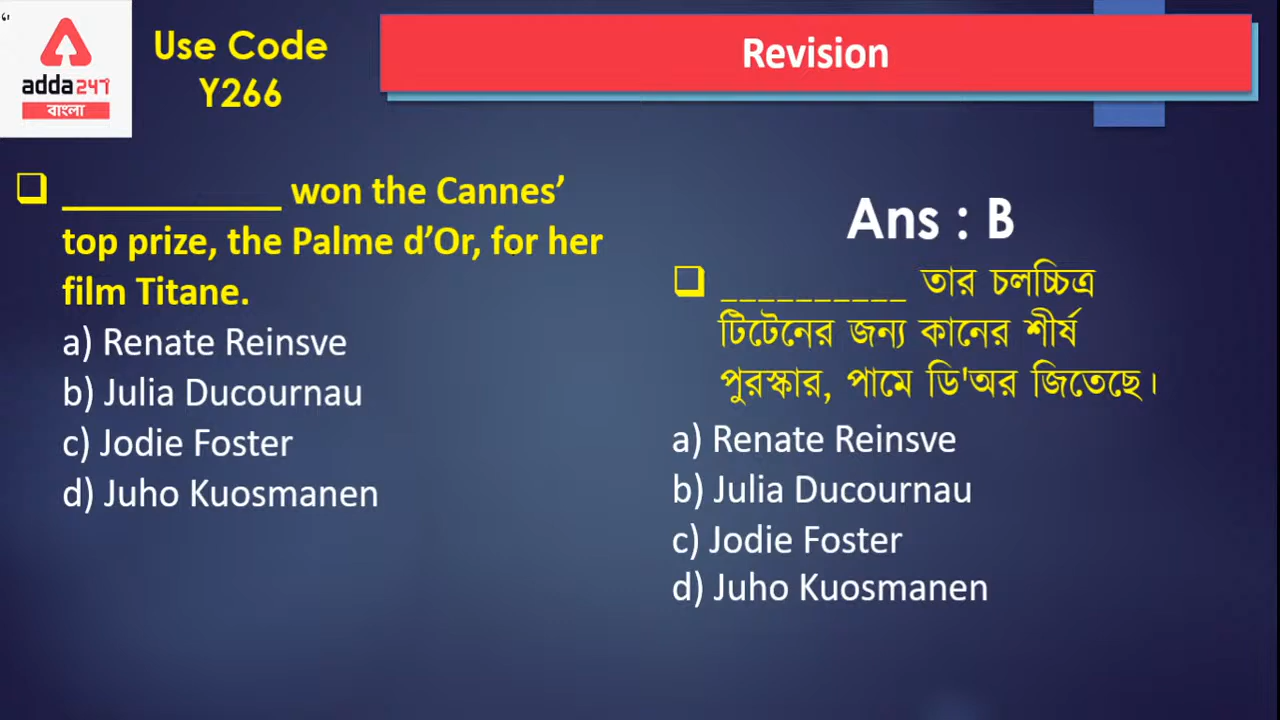 adda247
বাংলা
Use Code
Y266
Revision
❑ ___________ won the Cannes’
top prize, the Palme d’Or, for her
film Titane.
a) Renate Reinsve
b) Julia Ducournau
c) Jodie Foster
d) Juho Kuosmanen
Ans : B
❑ __________ তার চলচ্চিত্র
টিটেনের জন্য কানের শীর্ষ
পুরস্কার, পামে ডি'অর জিতেছে।
a) Renate Reinsve
b) Julia Ducournau
c) Jodie Foster
d) Juho Kuosmanen